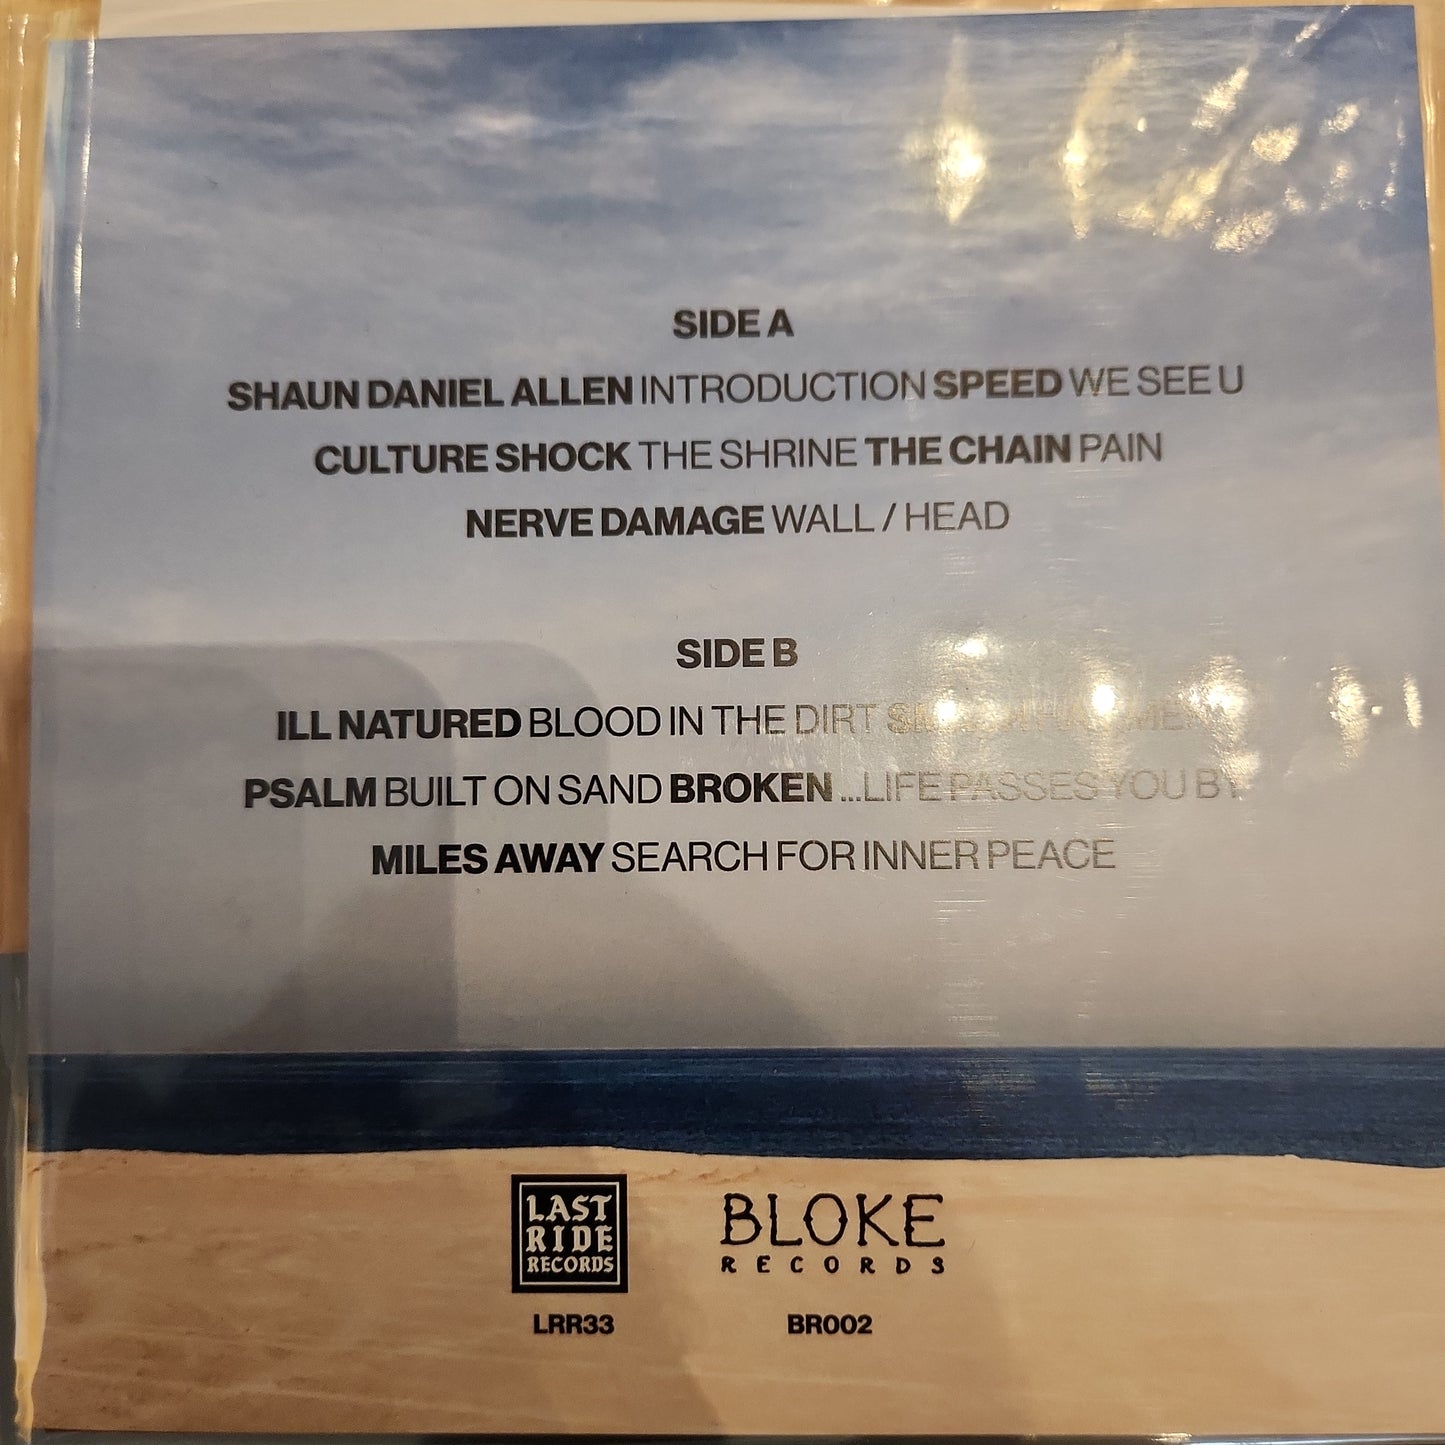 SIDE A
SHAUN DANIEL ALLEN INTRODUCTION SPEED WE SEE U
CULTURE SHOCK THE SHRINE THE CHAIN PAIN
NERVE DAMAGE WALL / HEAD
SIDE B
ILL NATURED BLOOD IN THE DIRT
PSALM BUILT ON SAND BROKEN ...LIFE PASSES YOU BY
MILES AWAY SEARCH FOR INNER PEACE
LAST
RIDE
RECORDS
LRR33
BLOKE
RECORDS
BR002